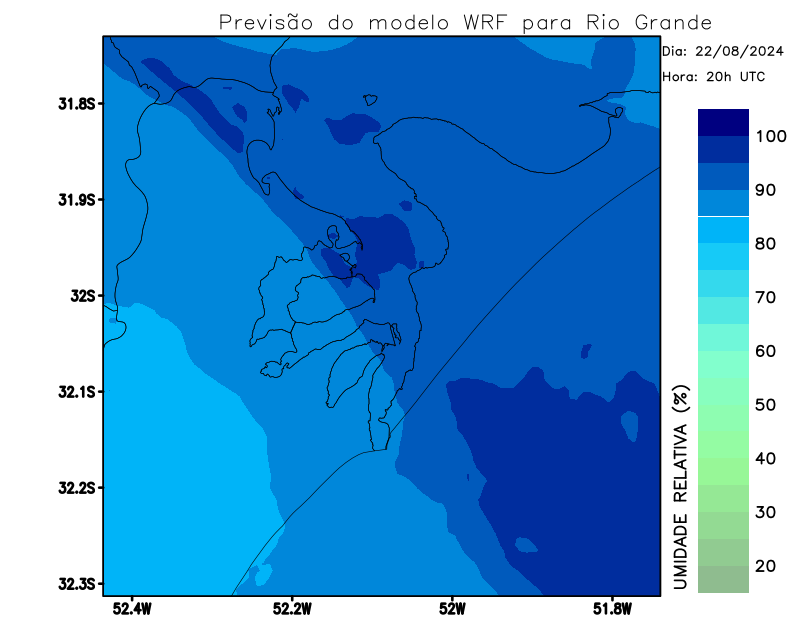 Previsão do modelo WRF para Rio Grande
Dia: 22/08/2024
Hora: 20h UTC
31.8S
31.9S
32S
32.1S
32.2S
32.3S
52.4W
52.2W
52W
51.8W
100
90
80
70
60
50
40
30
20
UMIDADE RELATIVA (%)